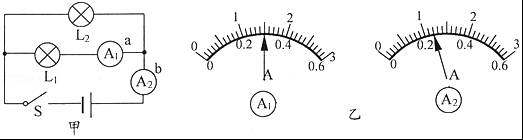 L₂
L₁ A₁ a
b
A₂
S
甲
0 1 2 3
0 0.2 0.4 0.6
A
A₁
乙
0 1 2 3
0 0.2 0.4 0.6
A
A₂